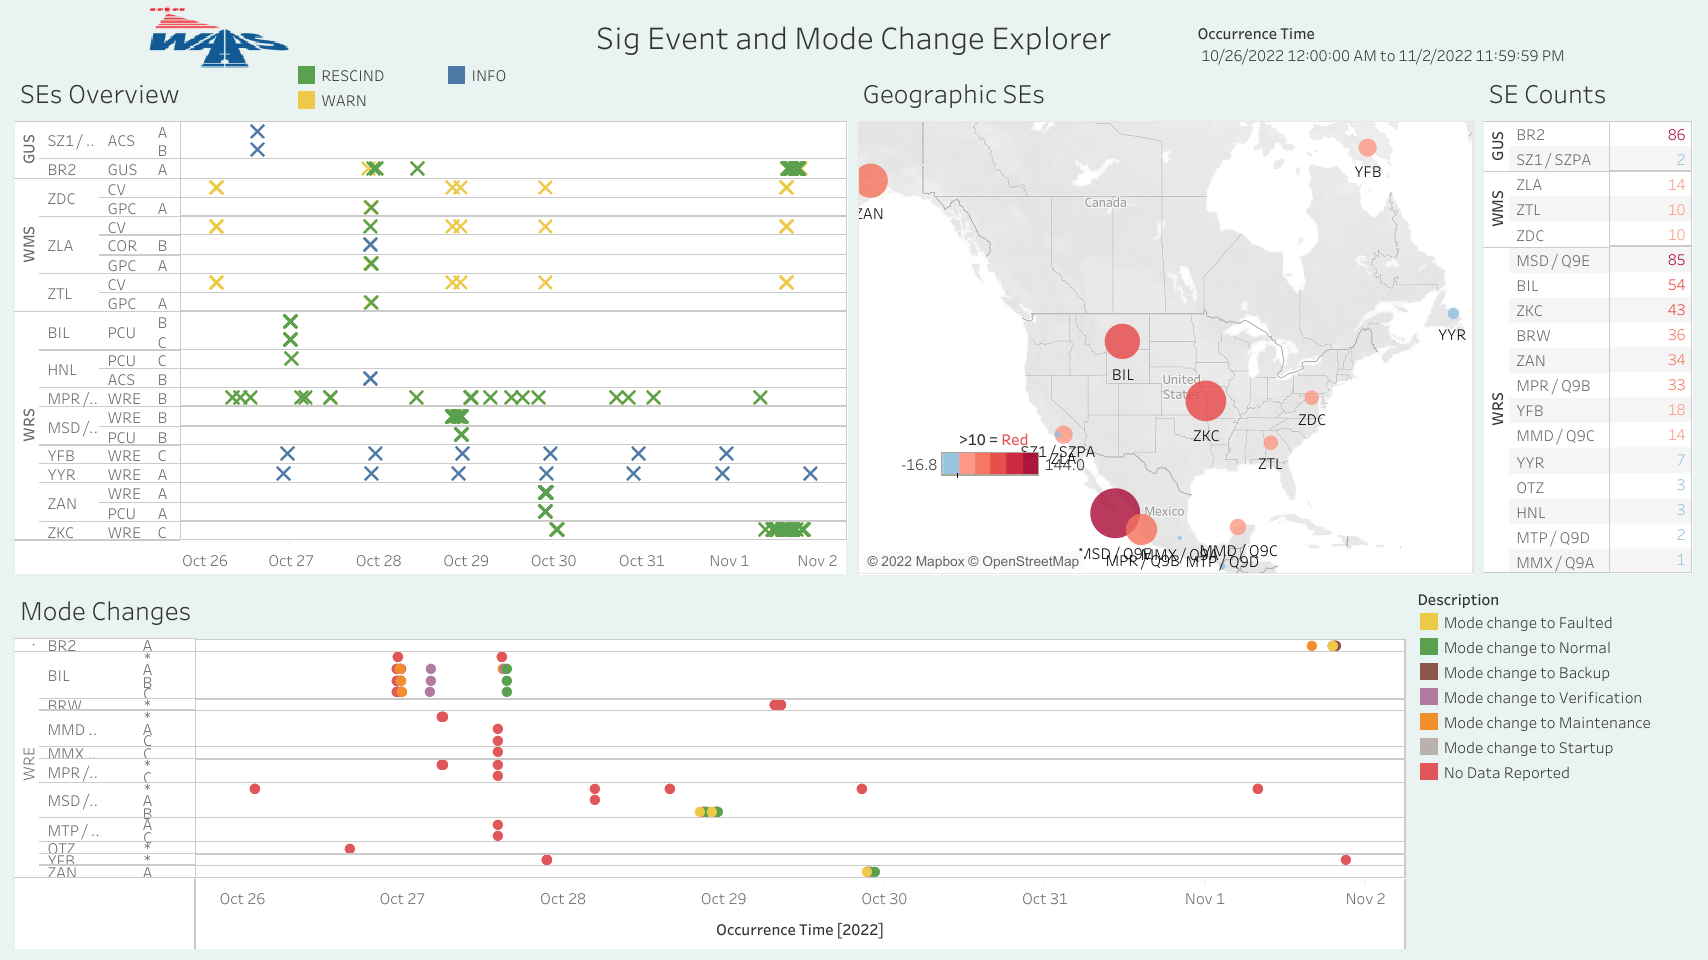 WAAS
Sig Event and Mode Change Explorer
Occurrence Time
10/26/2022 12:00:00 AM to 11/2/2022 11:59:59 PM
RESCIND
INFO
WARN
SEs Overview
GUS
SZ1 / ..
ACS
A
B
BR2
GUS
A
WMS
ZDC
CV
GPC
A
ZLA
CV
COR
B
GPC
A
ZTL
CV
GPC
A
WRS
BIL
PCU
B
C
HNL
PCU
C
ACS
B
MPR /..
WRE
B
MSD /..
WRE
B
PCU
B
YFB
WRE
C
YYR
WRE
A
ZAN
WRE
A
PCU
A
ZKC
WRE
C
Oct 26
Oct 27
Oct 28
Oct 29
Oct 30
Oct 31
Nov 1
Nov 2
Geographic SEs
YFB
ZAN
Canada
YYR
BIL
United
States
ZDC
ZKC
ZTL
>10 = Red
SZ1 / SZPA
ZLA
-16.8
144.0
Mexico
MSD / Q9E
MMX / Q9A
MMD / Q9C
MPR / Q9B
MTP / Q9D
© 2022 Mapbox © OpenStreetMap
SE Counts
GUS
BR2 86
SZ1 / SZPA 2
WMS
ZLA 14
ZTL 10
ZDC 10
WRS
MSD / Q9E 85
BIL 54
ZKC 43
BRW 36
ZAN 34
MPR / Q9B 33
YFB 18
MMD / Q9C 14
YYR 7
OTZ 3
HNL 3
MTP / Q9D 2
MMX / Q9A 1
Mode Changes
WRE
BR2
A
BIL
*
A
B
C
BRW
*
MMD ..
*
A
C
MMX ..
C
MPR /..
*
C
MSD /..
*
A
B
MTP / ..
A
C
OTZ
*
YFB
*
ZAN
A
Oct 26
Oct 27
Oct 28
Oct 29
Oct 30
Oct 31
Nov 1
Nov 2
Occurrence Time [2022]
Description
Mode change to Faulted
Mode change to Normal
Mode change to Backup
Mode change to Verification
Mode change to Maintenance
Mode change to Startup
No Data Reported